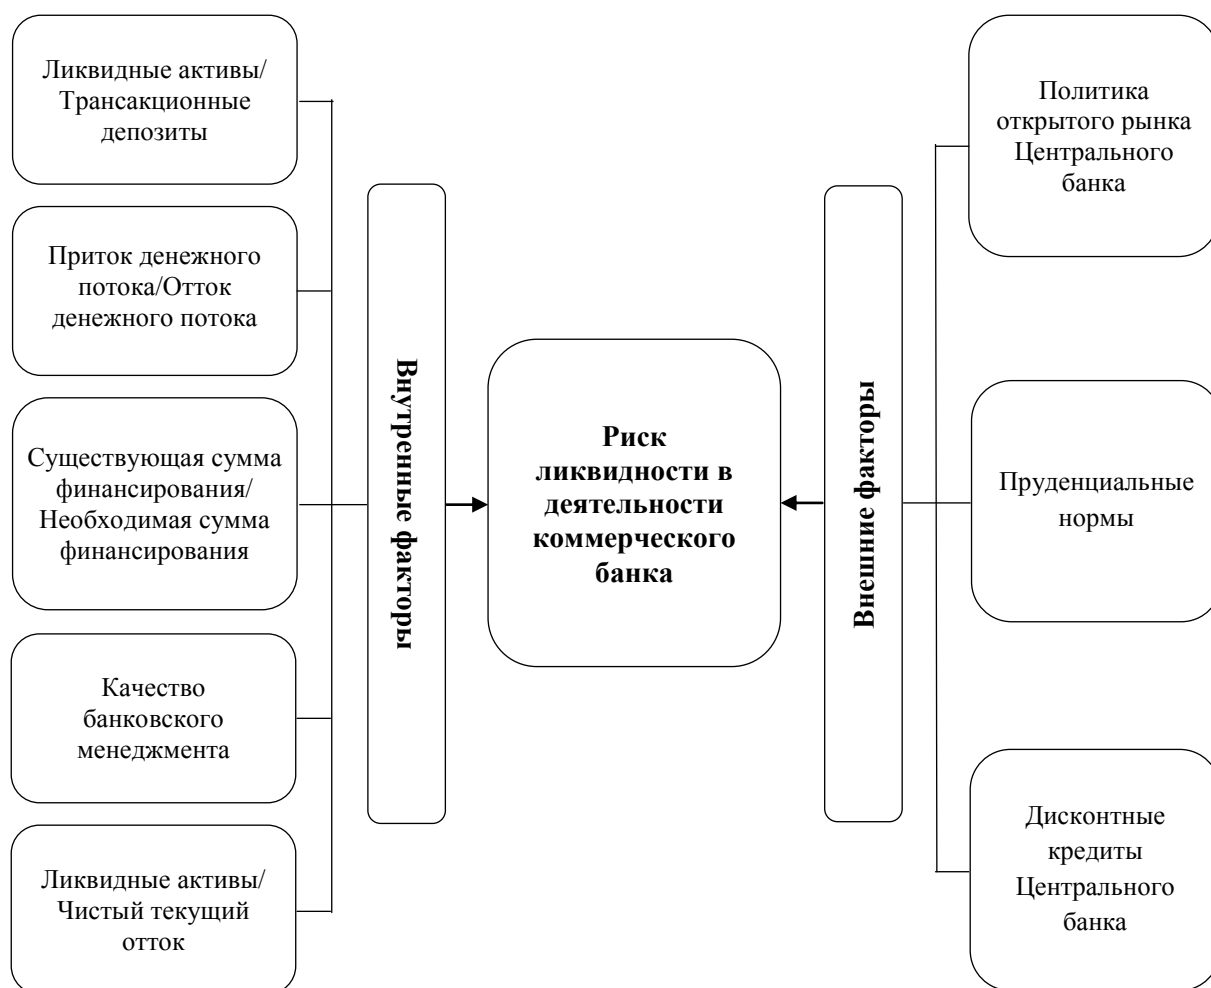 Ликвидные активы/
Трансакционные
депозиты
Приток денежного
потока/Отток
денежного потока
Существующая сумма
финансирования/
Необходимая сумма
финансирования
Качество
банковского
менеджмента
Ликвидные активы/
Чистый текущий
отток
Внутренные факторы
Риск
ликвидности в
деятельности
коммерческого
банка
Внешние факторы
Политика
открытого рынка
Центрального
банка
Пруденциальные
нормы
Дисконтные
кредиты
Центрального
банка